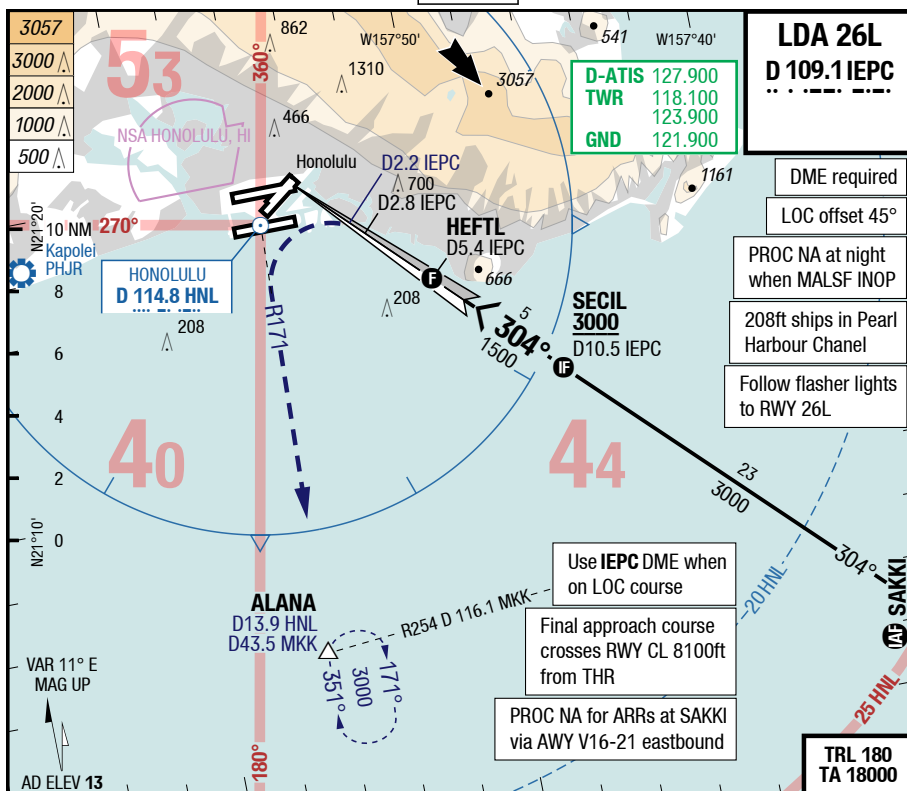 3057
3000
2000
1000
500
53
360°
862
W157°50'
541
W157°40'
1310
3057
466
NSA HONOLULU, HI
D-ATIS 127.900
TWR 118.100
123.900
GND 121.900
LDA 26L
D 109.1 IEPC
DME required
LOC offset 45°
PROC NA at night
when MALSF INOP
208ft ships in Pearl
Harbour Chanel
Follow flasher lights
to RWY 26L
1161
Honolulu
D2.2 IEPC
700
D2.8 IEPC
HEFTL
D5.4 IEPC
F
666
N21°20'
10 NM
270°
Kapolei
PHJR
HONOLULU
D 114.8 HNL
8
208
208
R171
5
304°
1500
SECIL
3000
D10.5 IEPC
IF
6
4
2
0
N21°10'
40
44
23
3000
304°
IAF SAKKI
20 HNL
25 HNL
Use IEPC DME when
on LOC course
Final approach course
crosses RWY CL 8100ft
from THR
PROC NA for ARRs at SAKKI
via AWY V16-21 eastbound
ALANA
D13.9 HNL
D43.5 MKK
R254 D 116.1 MKK
351°
3000
171°
VAR 11° E
MAG UP
AD ELEV 13
180°
TRL 180
TA 18000